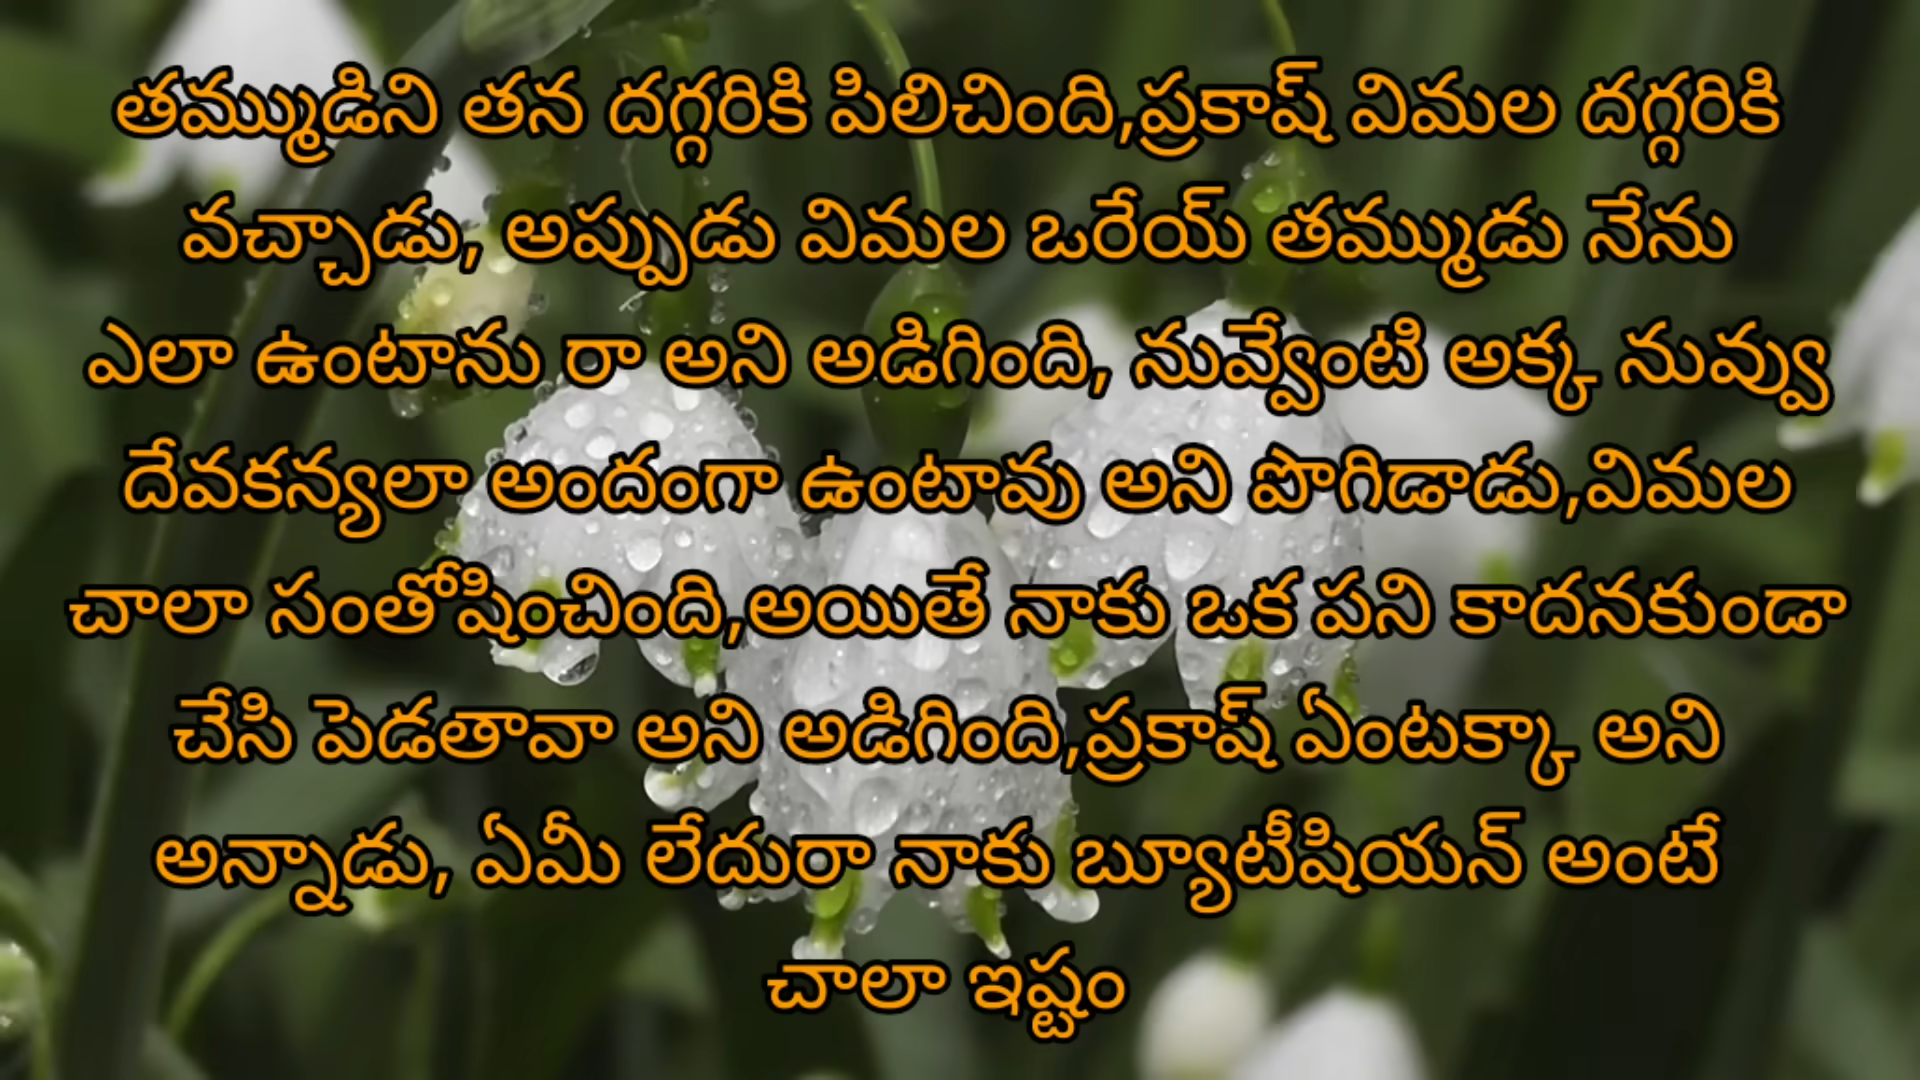 తమ్ముడిని తన దగ్గరికి పిలిచింది,ప్రకాష్ విమల దగ్గరికి
వచ్చాడు, అప్పుడు విమల ఒరేయ్ తమ్ముడు నేను
ఎలా ఉంటాను రా అని అడిగింది, నువ్వేంటి అక్క నువ్వు
దేవకన్యలా అందంగా ఉంటావు అని పొగిడాడు,విమల
చాలా సంతోషించింది,అయితే నాకు ఒక పని కాదనకుండా
చేసి పెడతావా అని అడిగింది,ప్రకాష్ ఏంటక్కా అని
అన్నాడు, ఏమీ లేదురా నాకు బ్యూటీషియన్ అంటే
చాలా ఇష్టం